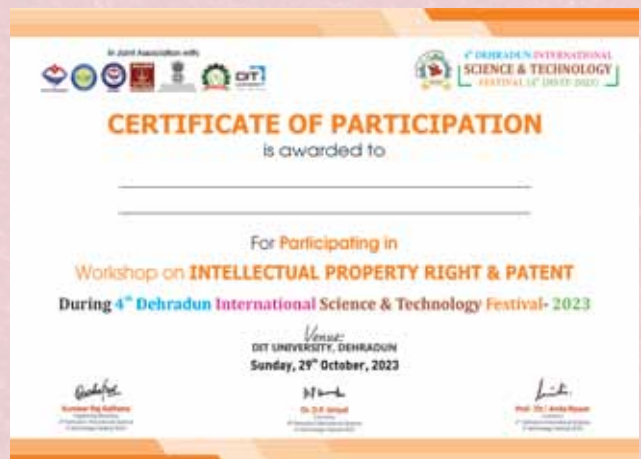 In Joint Association with:
DIT
4th DEHRADUN INTERNATIONAL
SCIENCE & TECHNOLOGY
FESTIVAL
CERTIFICATE OF PARTICIPATION
is awarded to
For Participating in
Workshop on INTELLECTUAL PROPERTY RIGHT & PATENT
During 4th Dehradun International Science & Technology Festival- 2023
Venue:
DIT UNIVERSITY, DEHRADUN
Sunday, 29th October, 2023